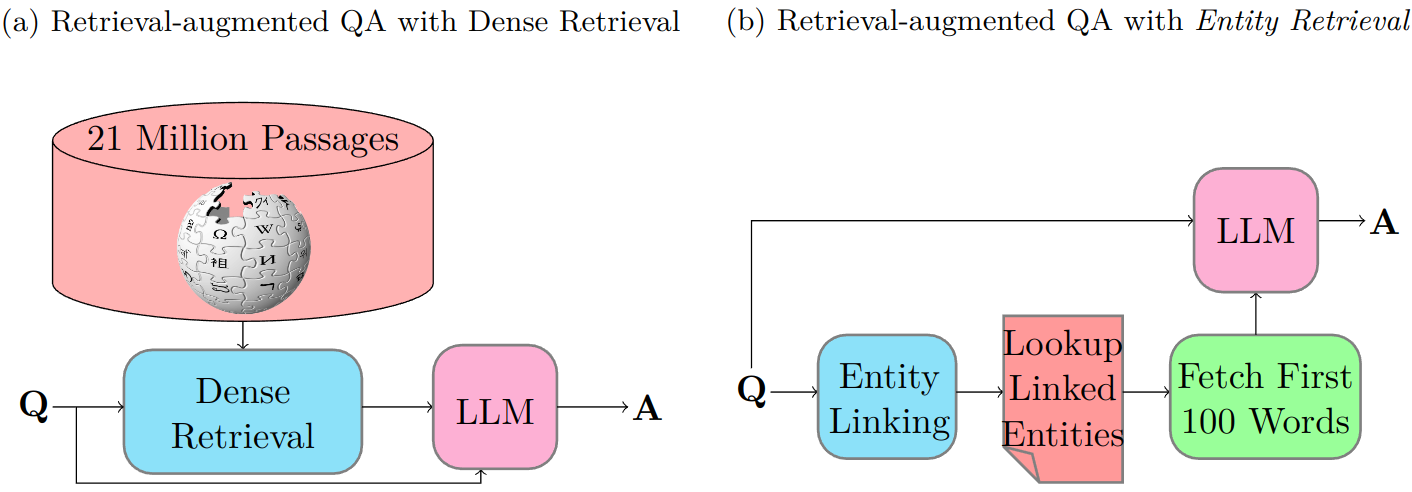 (a) Retrieval-augmented QA with Dense Retrieval
21 Million Passages
Ω
W
祖
И
Q
Dense
Retrieval
LLM
A
(b) Retrieval-augmented QA with Entity Retrieval
LLM
A
Q
Entity
Linking
Lookup
Linked
Entities
Fetch First
100 Words